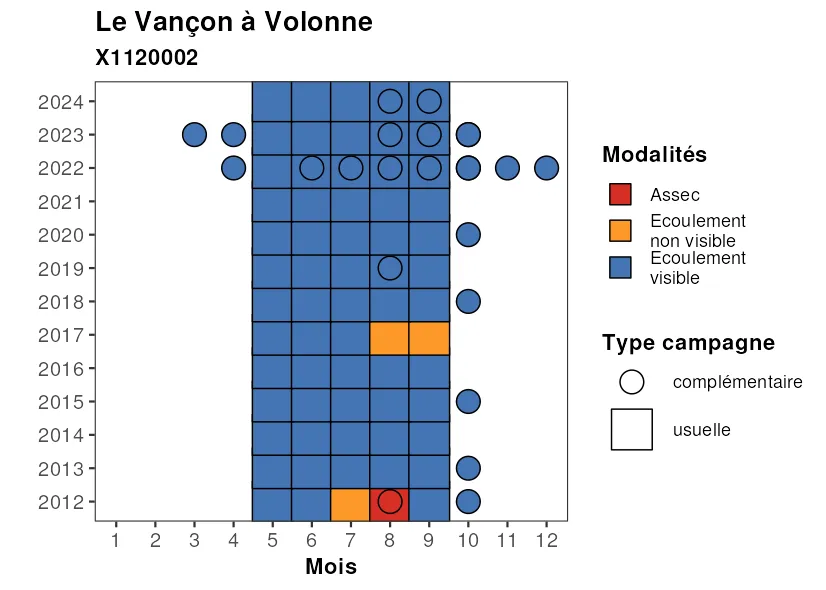 Le Vançon à Volonne
X1120002
2024
2023
2022
2021
2020
2019
2018
2017
2016
2015
2014
2013
2012
1 2 3 4 5 6 7 8 9 10 11 12
Mois
Modalités
Assec
Ecoulement
non visible
Ecoulement
visible
Type campagne
complémentaire
usuelle